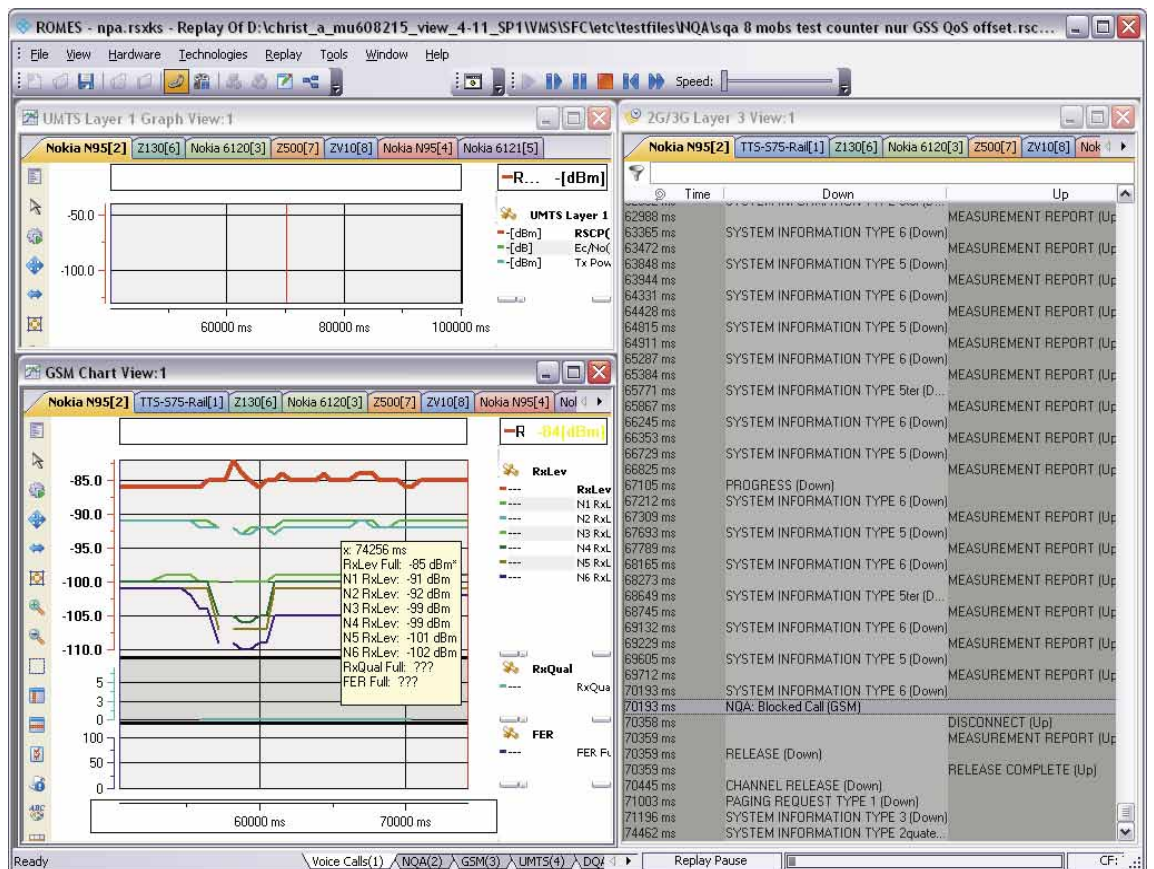 ROMES - npa.rsxks - Replay Of D:\christ_a_mu608215_view_4-11_SP1\VMS\SFC\etc\testfiles\NQA\sqa 8 mobs test counter nur GSS QoS offset.rsc...
File View Hardware Technologies Replay Tools Window Help
Speed:
UMTS Layer 1 Graph View:1
Nokia N95[2] Z130[6] Nokia 6120[3] Z500[7] ZV10[8] Nokia N95[4] Nokia 6121[5]
R... -[dBm]
-50.0
-100.0
UMTS Layer 1
-[dBm] RSCP(
-[dB] Ec/No(
-[dBm] Tx Pow
60000 ms 80000 ms 100000 ms
GSM Chart View:1
Nokia N95[2] TTS-S75-Rail[1] Z130[6] Nokia 6120[3] Z500[7] ZV10[8] Nokia N95[4] Nol
R -84[dBm]
-85.0
-90.0
-95.0
-100.0
-105.0
-110.0
5
3
0
100
50
0
RxLev
--- RxLev
--- N1 RxL
--- N2 RxL
--- N3 RxL
--- N4 RxL
--- N5 RxL
--- N6 RxL
x: 74256 ms
RxLev Full: -85 dBm*
N1 RxLev: -91 dBm
N2 RxLev: -92 dBm
N3 RxLev: -99 dBm
N4 RxLev: -99 dBm
N5 RxLev: -101 dBm
N6 RxLev: -102 dBm
RxQual Full: ???
FER Full: ???
RxQual
--- RxQua
FER
--- FER Fu
ABC
60000 ms 70000 ms
2G/3G Layer 3 View:1
Nokia N95[2] TTS-S75-Rail[1] Z130[6] Nokia 6120[3] Z500[7] ZV10[8] Nok
Time Down Up
62988 ms MEASUREMENT REPORT (Up
63365 ms SYSTEM INFORMATION TYPE 6 (Down)
63472 ms MEASUREMENT REPORT (Up
63848 ms SYSTEM INFORMATION TYPE 5 (Down)
63944 ms MEASUREMENT REPORT (Up
64331 ms SYSTEM INFORMATION TYPE 6 (Down)
64428 ms MEASUREMENT REPORT (Up
64815 ms SYSTEM INFORMATION TYPE 5 (Down)
64911 ms MEASUREMENT REPORT (Up
65287 ms SYSTEM INFORMATION TYPE 6 (Down)
65384 ms MEASUREMENT REPORT (Up
65771 ms SYSTEM INFORMATION TYPE 5ter (D...
65867 ms MEASUREMENT REPORT (Up
66245 ms SYSTEM INFORMATION TYPE 6 (Down)
66353 ms MEASUREMENT REPORT (Up
66729 ms SYSTEM INFORMATION TYPE 5 (Down)
66825 ms MEASUREMENT REPORT (Up
67105 ms PROGRESS (Down)
67212 ms SYSTEM INFORMATION TYPE 6 (Down)
67309 ms MEASUREMENT REPORT (Up
67693 ms SYSTEM INFORMATION TYPE 5 (Down)
67789 ms MEASUREMENT REPORT (Up
68165 ms SYSTEM INFORMATION TYPE 6 (Down)
68273 ms MEASUREMENT REPORT (Up
68649 ms SYSTEM INFORMATION TYPE 5ter (D...
68745 ms MEASUREMENT REPORT (Up
69132 ms SYSTEM INFORMATION TYPE 6 (Down)
69229 ms MEASUREMENT REPORT (Up
69605 ms SYSTEM INFORMATION TYPE 5 (Down)
69712 ms MEASUREMENT REPORT (Up
70193 ms SYSTEM INFORMATION TYPE 6 (Down)
70193 ms NQA: Blocked Call (GSM)
70358 ms DISCONNECT (Up)
70359 ms MEASUREMENT REPORT (Up
70359 ms RELEASE (Down)
70359 ms RELEASE COMPLETE (Up)
70445 ms CHANNEL RELEASE (Down)
71003 ms PAGING REQUEST TYPE 1 (Down)
71196 ms SYSTEM INFORMATION TYPE 3 (Down)
74462 ms SYSTEM INFORMATION TYPE 2quate...
Ready Voice Calls(1) NQA(2) GSM(3) UMTS(4) DQA Replay Pause CF: